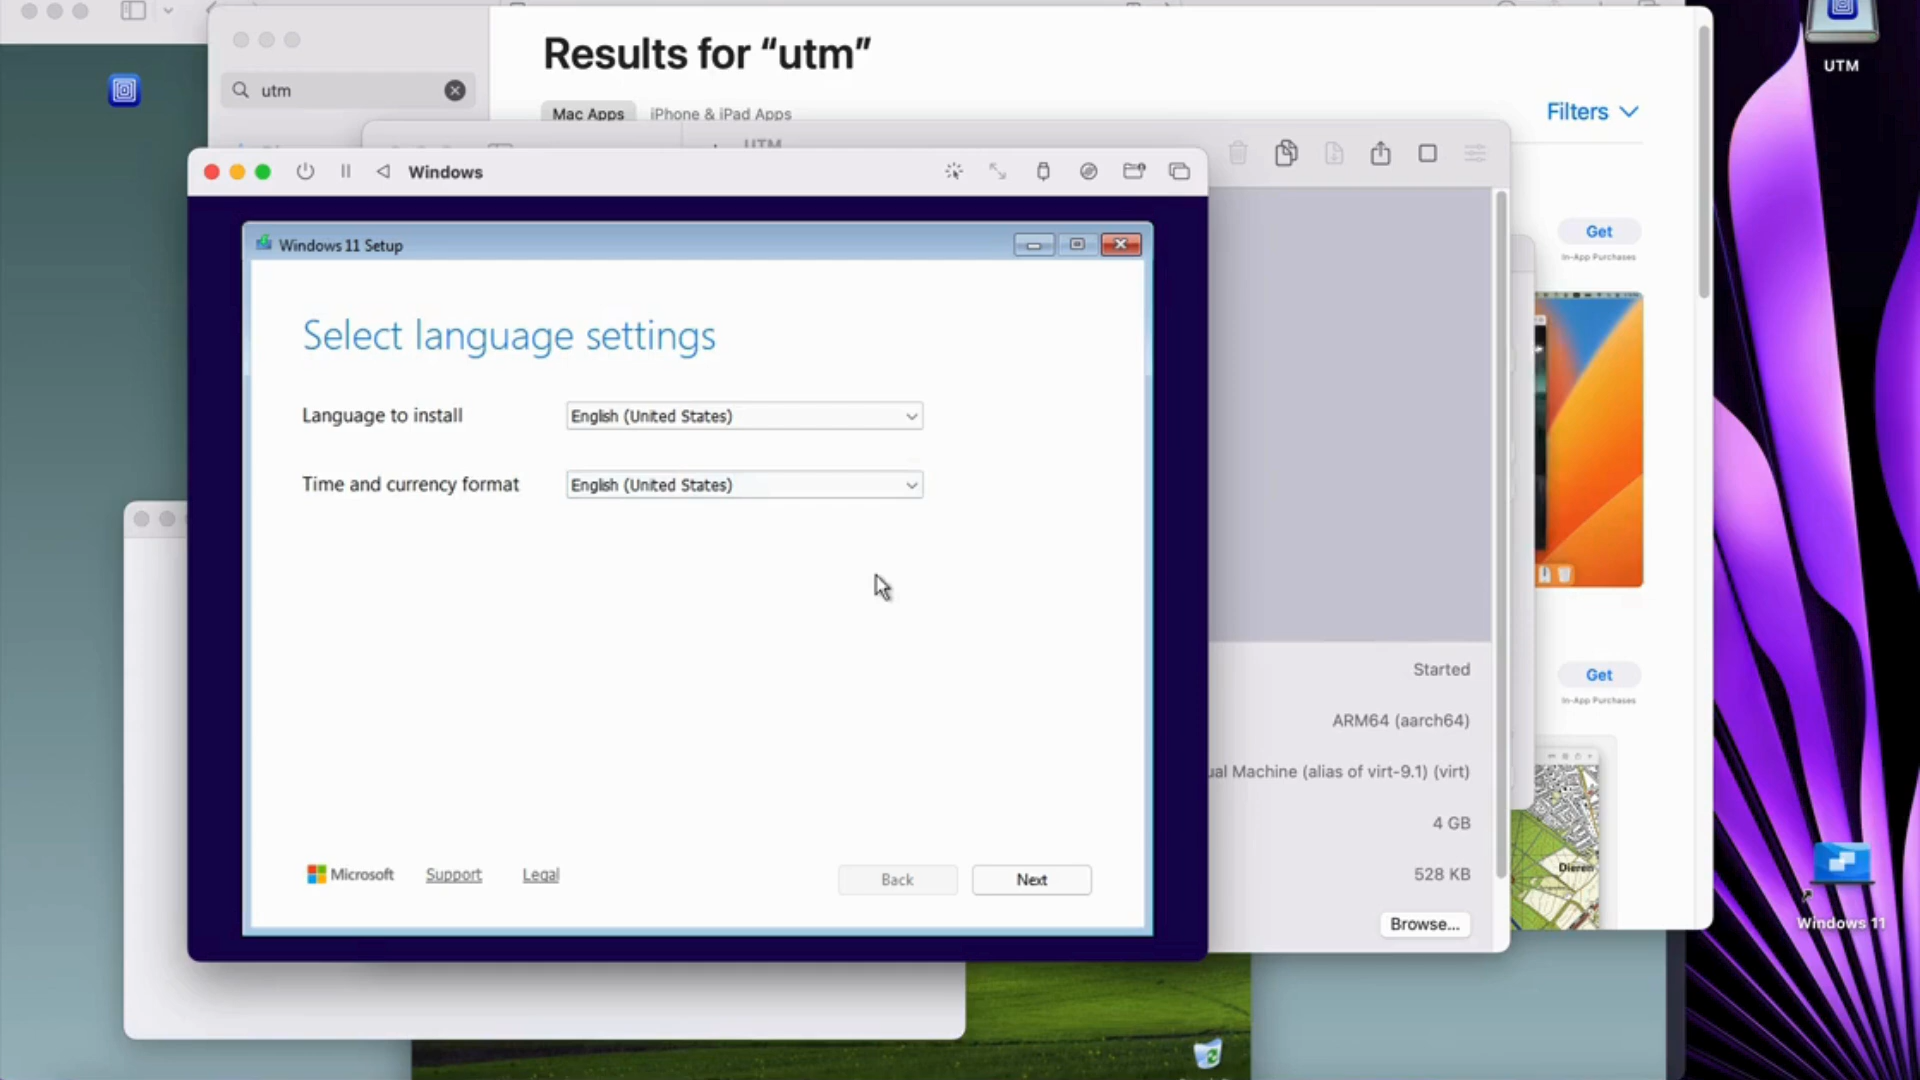 Results for “utm”
UTM
utm
Filters
Mac Apps
iPhone & iPad Apps
UTM
Windows
Get
In-App Purchases
Windows 11 Setup
Select language settings
Language to install
English (United States)
Time and currency format
English (United States)
Started
Get
In-App Purchases
ARM64 (aarch64)
Machine (alias of virt-9.1) (virt)
4 GB
Dieren
Microsoft
Support
Legal
Back
Next
528 KB
Browse...
Windows 11